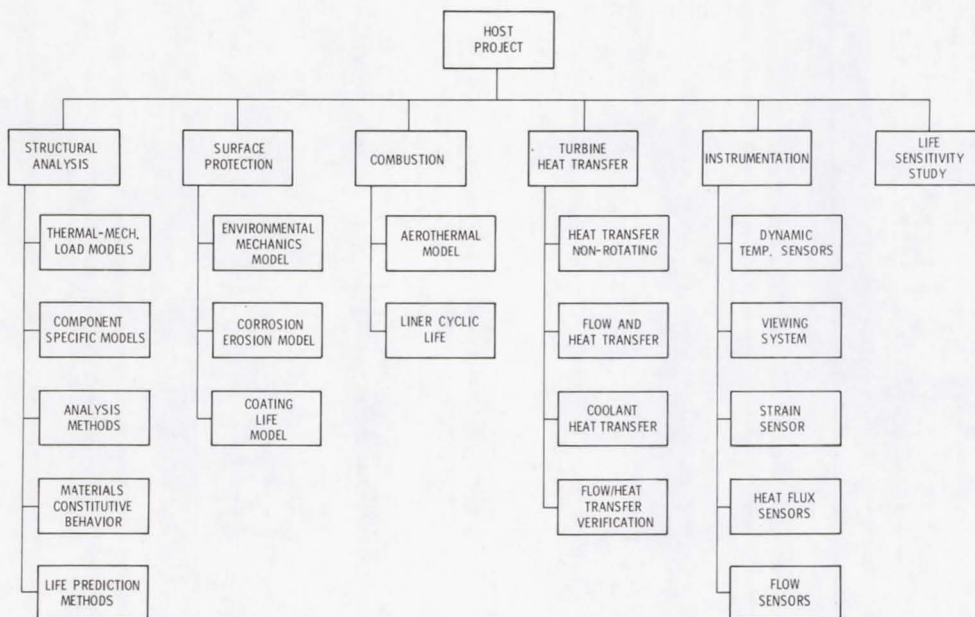 HOST
PROJECT
STRUCTURAL
ANALYSIS
SURFACE
PROTECTION
COMBUSTION
TURBINE
HEAT TRANSFER
INSTRUMENTATION
LIFE
SENSITIVITY
STUDY
THERMAL-MECH.
LOAD MODELS
COMPONENT
SPECIFIC MODELS
ANALYSIS
METHODS
MATERIALS
CONSTITUTIVE
BEHAVIOR
LIFE PREDICTION
METHODS
ENVIRONMENTAL
MECHANICS
MODEL
CORROSION
EROSION MODEL
COATING
LIFE
MODEL
AEROTHERMAL
MODEL
LINER CYCLIC
LIFE
HEAT TRANSFER
NON-ROTATING
FLOW AND
HEAT TRANSFER
COOLANT
HEAT TRANSFER
FLOW/HEAT
TRANSFER
VERIFICATION
DYNAMIC
TEMP. SENSORS
VIEWING
SYSTEM
STRAIN
SENSOR
HEAT FLUX
SENSORS
FLOW
SENSORS